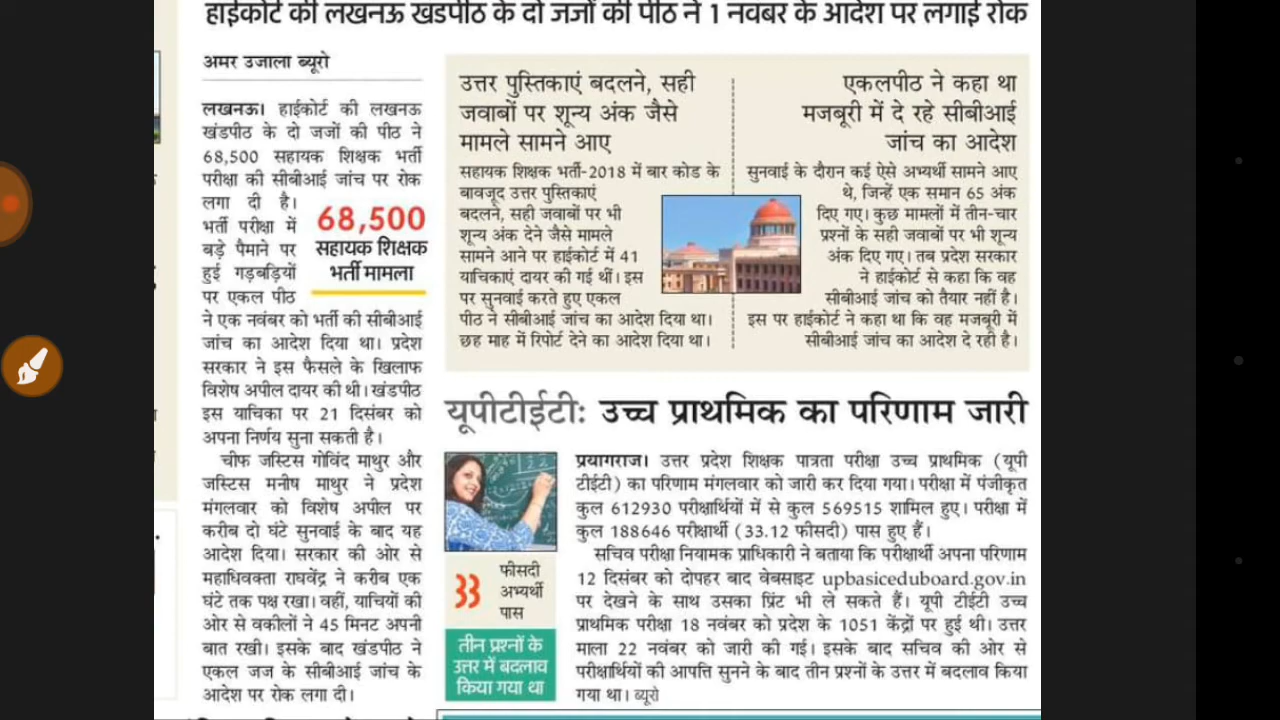 हाईकोर्ट की लखनऊ खंडपीठ के दो जजों की पीठ ने 1 नवंबर के आदेश पर लगाई रोक
अमर उजाला ब्यूरो
लखनऊ। हाईकोर्ट की लखनऊ
खंडपीठ के दो जजों की पीठ ने
68,500 सहायक शिक्षक भर्ती
परीक्षा की सीबीआई जांच पर रोक
लगा दी है।
भर्ती परीक्षा में
बड़े पैमाने पर
हुई गड़बड़ियों
पर एकल पीठ
ने एक नवंबर को भर्ती की सीबीआई
जांच का आदेश दिया था। प्रदेश
सरकार ने इस फैसले के खिलाफ
विशेष अपील दायर की थी। खंडपीठ
इस याचिका पर 21 दिसंबर को
अपना निर्णय सुना सकती है।
चीफ जस्टिस गोविंद माथुर और
जस्टिस मनीष माथुर ने प्रदेश
मंगलवार को विशेष अपील पर
करीब दो घंटे सुनवाई के बाद यह
आदेश दिया। सरकार की ओर से
महाधिवक्ता राघवेंद्र ने करीब एक
घंटे तक पक्ष रखा। वहीं, याचियों की
ओर से वकीलों ने 45 मिनट अपनी
बात रखी। इसके बाद खंडपीठ ने
एकल जज के सीबीआई जांच के
आदेश पर रोक लगा दी।
68,500
सहायक शिक्षक
भर्ती मामला
उत्तर पुस्तिकाएं बदलने, सही
जवाबों पर शून्य अंक जैसे
मामले सामने आए
सहायक शिक्षक भर्ती-2018 में बार कोड के
बावजूद उत्तर पुस्तिकाएं
बदलने, सही जवाबों पर भी
शून्य अंक देने जैसे मामले
सामने आने पर हाईकोर्ट में 41
याचिकाएं दायर की गई थीं। इस
पर सुनवाई करते हुए एकल
पीठ ने सीबीआई जांच का आदेश दिया था।
छह माह में रिपोर्ट देने का आदेश दिया था।
एकलपीठ ने कहा था
मजबूरी में दे रहे सीबीआई
जांच का आदेश
सुनवाई के दौरान कई ऐसे अभ्यर्थी सामने आए
थे, जिन्हें एक समान 65 अंक
दिए गए। कुछ मामलों में तीन-चार
प्रश्नों के सही जवाबों पर भी शून्य
अंक दिए गए। तब प्रदेश सरकार
ने हाईकोर्ट से कहा कि वह
सीबीआई जांच को तैयार नहीं है।
इस पर हाईकोर्ट ने कहा था कि वह मजबूरी में
सीबीआई जांच का आदेश दे रही है।
यूपीटीईटी: उच्च प्राथमिक का परिणाम जारी
33 फीसदी
अभ्यर्थी
पास
तीन प्रश्नों के
उत्तर में बदलाव
किया गया था
प्रयागराज। उत्तर प्रदेश शिक्षक पात्रता परीक्षा उच्च प्राथमिक (यूपी
टीईटी) का परिणाम मंगलवार को जारी कर दिया गया। परीक्षा में पंजीकृत
कुल 612930 परीक्षार्थियों में से कुल 569515 शामिल हुए। परीक्षा में
कुल 188646 परीक्षार्थी (33.12 फीसदी) पास हुए हैं।
सचिव परीक्षा नियामक प्राधिकारी ने बताया कि परीक्षार्थी अपना परिणाम
12 दिसंबर को दोपहर बाद वेबसाइट upbasiceduboard.gov.in
पर देखने के साथ उसका प्रिंट भी ले सकते हैं। यूपी टीईटी उच्च
प्राथमिक परीक्षा 18 नवंबर को प्रदेश के 1051 केंद्रों पर हुई थी। उत्तर
माला 22 नवंबर को जारी की गई। इसके बाद सचिव की ओर से
परीक्षार्थियों की आपत्ति सुनने के बाद तीन प्रश्नों के उत्तर में बदलाव किया
गया था। ब्यूरो